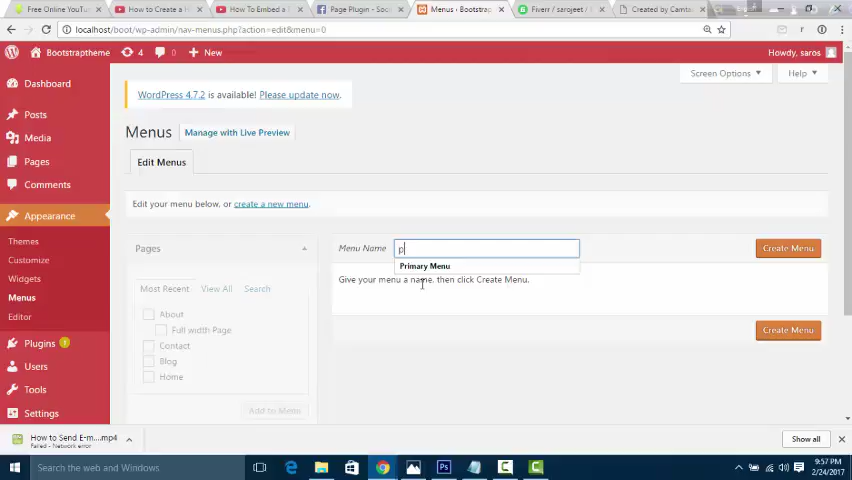 Free Online YouTu
How to Create a
How To Embed a
Page Plugin - Soc
Menus ‹ Bootstrap
Fiverr / sarojeet /
Created by Camta
localhost/boot/wp-admin/nav-menus.php?action=edit&menu=0
Bootstraptheme
4
0
+ New
Howdy, saros
Screen Options
Help
Dashboard
WordPress 4.7.2 is available! Please update now.
Posts
Menus
Manage with Live Preview
Media
Pages
Edit Menus
Comments
Edit your menu below, or create a new menu.
Appearance
Themes
Pages
Menu Name
p
Create Menu
Customize
Primary Menu
Widgets
Give your menu a name, then click Create Menu.
Most Recent
View All
Search
Menus
About
Editor
Full width Page
Create Menu
Plugins
Contact
Blog
Users
Home
Tools
Settings
Add to Menu
How to Send E-m....mp4
Failed - Network error
Show all
Search the web and Windows
9:57 PM
2/24/2017